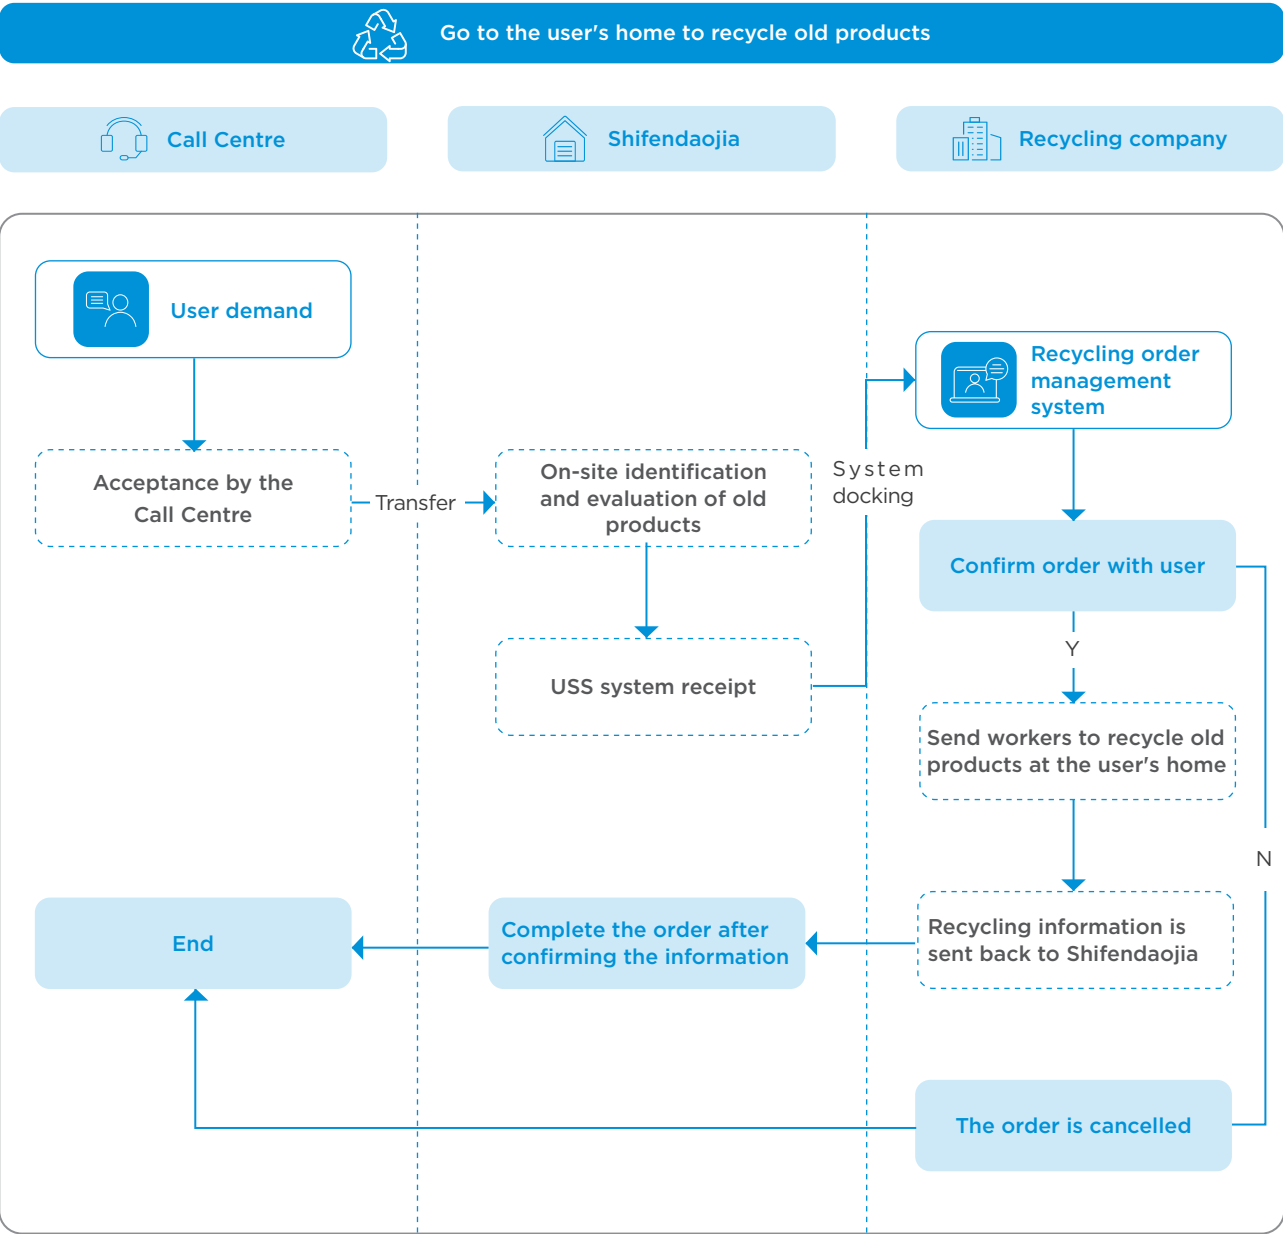 Go to the user's home to recycle old products
Call Centre
Shifendaojia
Recycling company
User demand
Acceptance by the
Call Centre
Transfer
On-site identification
and evaluation of old
products
USS system receipt
System
docking
Recycling order
management
system
Confirm order with user
Y
Send workers to recycle old
products at the user's home
N
Recycling information is
sent back to Shifendaojia
Complete the order after
confirming the information
End
The order is cancelled